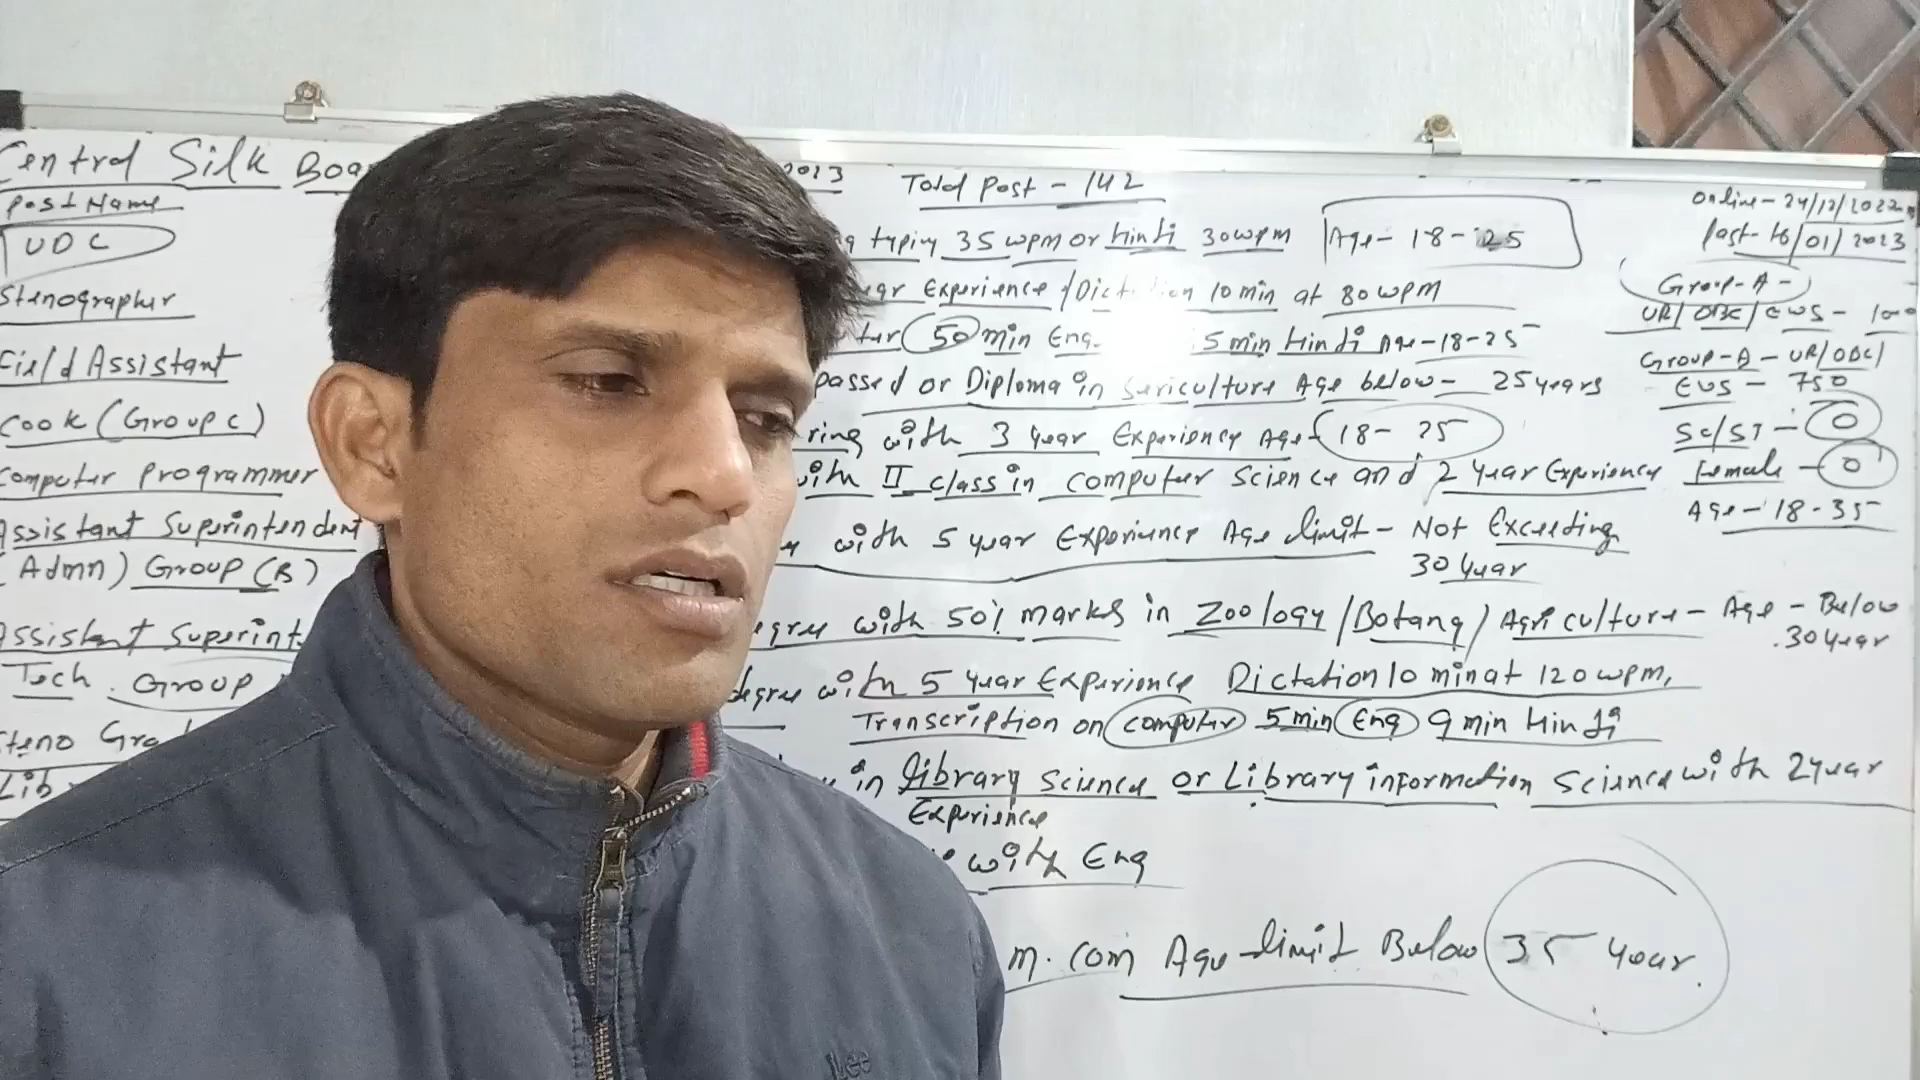 Central Silk Boa
2013
Total Post - 142
Online - 24/12/2022
Post Name
last - 16/01/2023
UDC
typing 35 wpm or Hindi 30 wpm
Age - 18 - 25
Group - A -
Stenographer
Experience / Dictation 10 min at 80 wpm
UR / OBC / EWS - 1000
50 min Eng. 5 min Hindi Age - 18 - 25
Group - B - UR / OBC /
Field Assistant
passed or Diploma in Sericulture Age below - 25 years
EWS - 750
Cook (Group C)
ring with 3 year Experience Age - 18 - 25
SC/ST - 0
Computer Programmer
with II class in computer Science and 2 year Experience
Female - 0
Age - 18 - 35
Assistant Superintendent
with 5 year Experience Age limit - Not Exceeding
30 year
(Admn) Group (B)
Assistant Superint
egree with 50% marks in Zoology / Botany / Agriculture - Age - Below
30 year
Tech. Group
degree with 5 year Experience Dictation 10 min at 120 wpm,
Steno Gra
Transcription on computer 5 min Eng 9 min Hindi
Lib
in library Science or Library information Science with 2 year
Experience
with Eng
m. com Age limit Below 35 year.
Lee